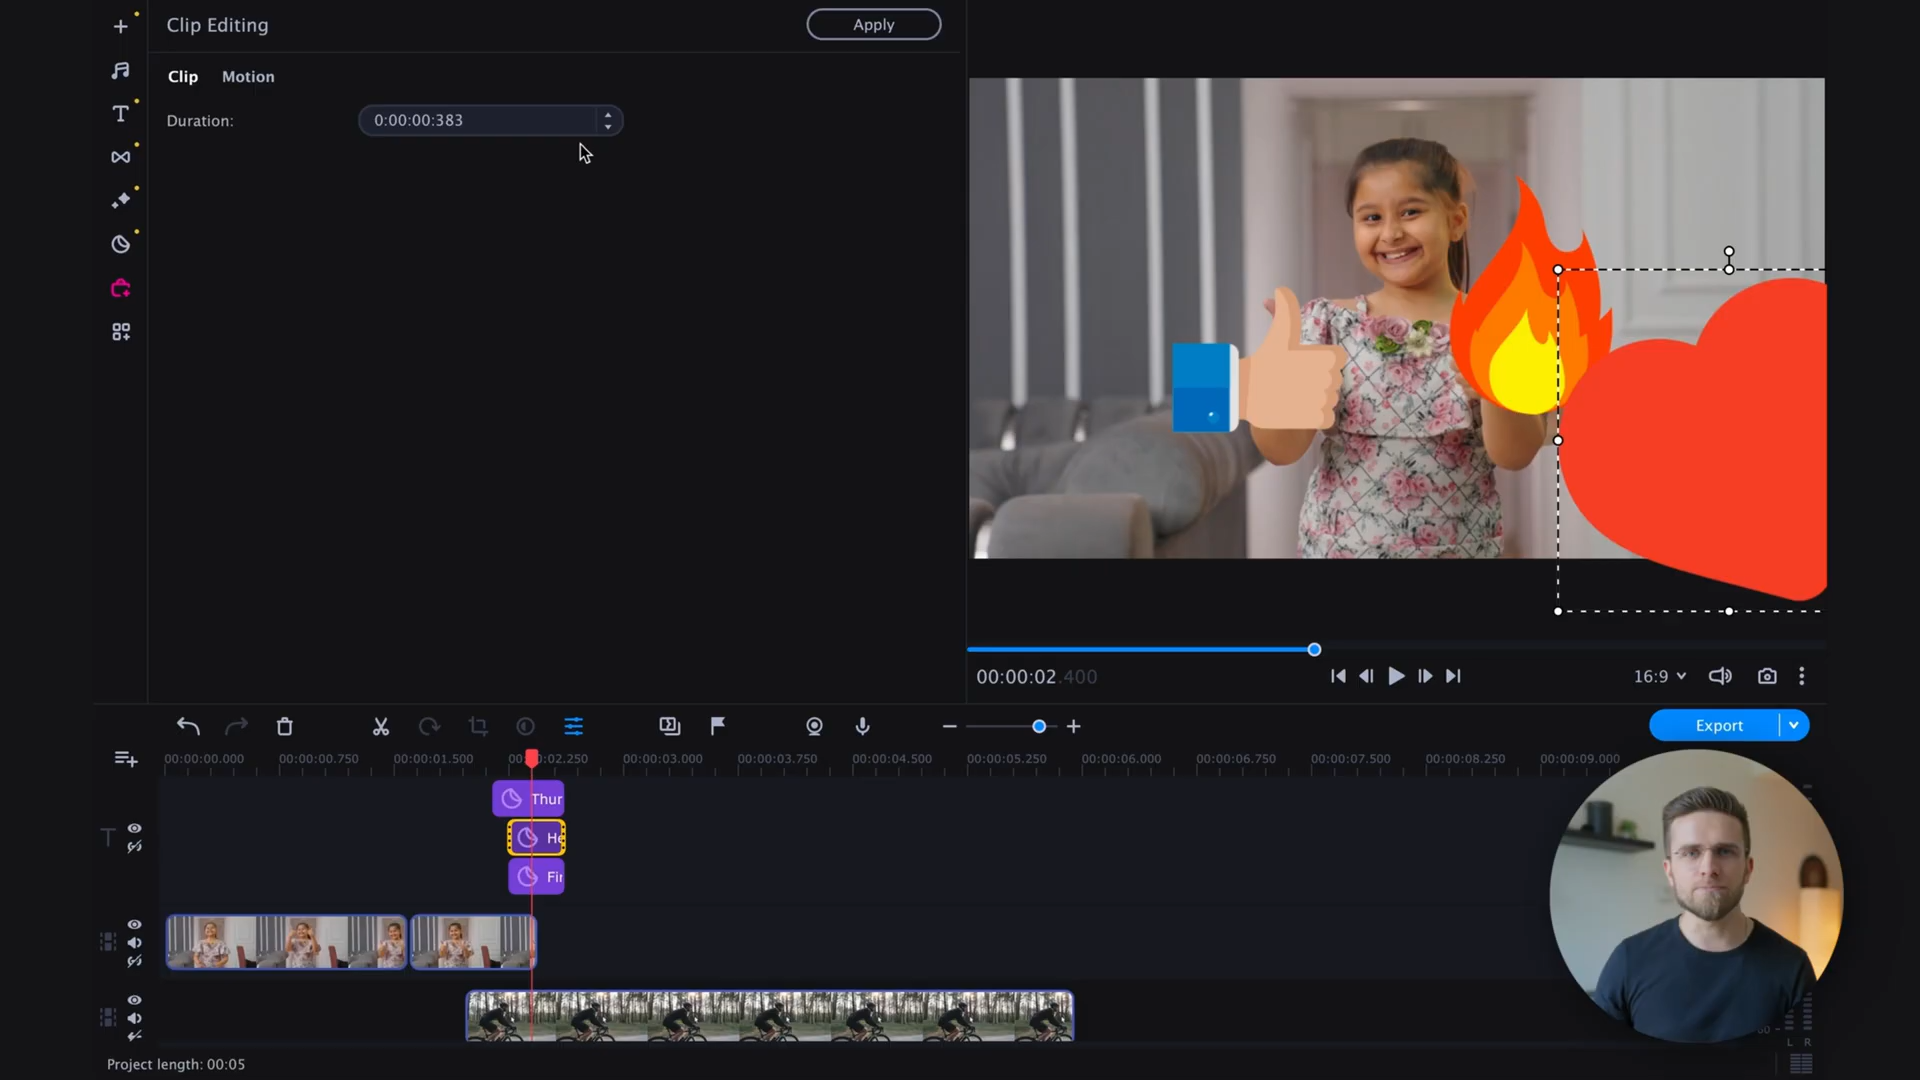 Clip Editing
Apply
Clip Motion
Duration: 0:00:00:383
00:00:02.400
16:9
Export
00:00:00.000 00:00:00.750 00:00:01.500 00:00:02.250 00:00:03.000 00:00:03.750 00:00:04.500 00:00:05.250 00:00:06.000 00:00:06.750 00:00:07.500 00:00:08.250 00:00:09.000
Thur
He
Fir
L R
Project length: 00:05